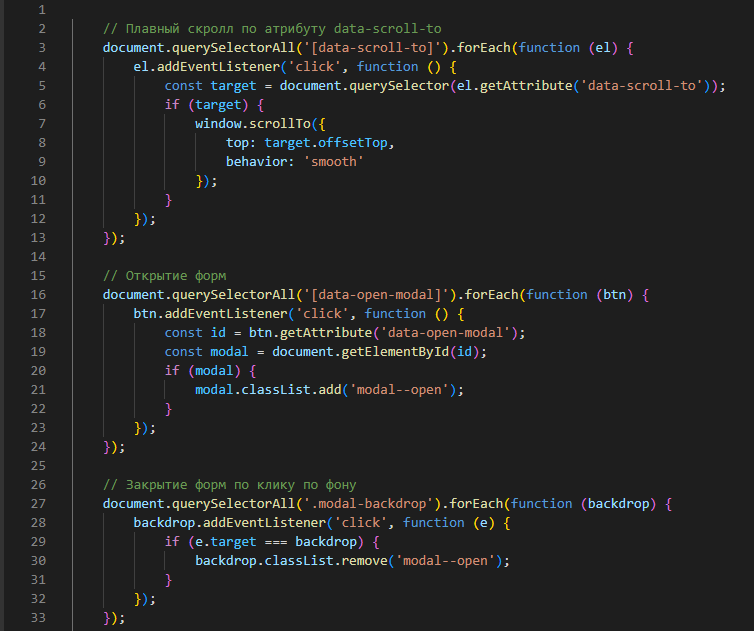 1
2 // Плавный скролл по атрибуту data-scroll-to
3 document.querySelectorAll('[data-scroll-to]').forEach(function (el) {
4     el.addEventListener('click', function () {
5         const target = document.querySelector(el.getAttribute('data-scroll-to'));
6         if (target) {
7             window.scrollTo({
8                 top: target.offsetTop,
9                 behavior: 'smooth'
10             });
11         }
12     });
13 });
14
15 // Открытие форм
16 document.querySelectorAll('[data-open-modal]').forEach(function (btn) {
17     btn.addEventListener('click', function () {
18         const id = btn.getAttribute('data-open-modal');
19         const modal = document.getElementById(id);
20         if (modal) {
21             modal.classList.add('modal--open');
22         }
23     });
24 });
25
26 // Закрытие форм по клику по фону
27 document.querySelectorAll('.modal-backdrop').forEach(function (backdrop) {
28     backdrop.addEventListener('click', function (e) {
29         if (e.target === backdrop) {
30             backdrop.classList.remove('modal--open');
31         }
32     });
33 });